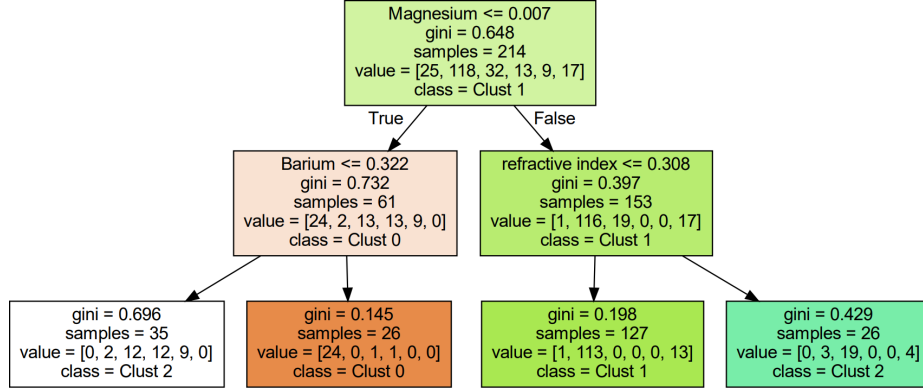 Magnesium <= 0.007
gini = 0.648
samples = 214
value = [25, 118, 32, 13, 9, 17]
class = Clust 1
True
False
Barium <= 0.322
gini = 0.732
samples = 61
value = [24, 2, 13, 13, 9, 0]
class = Clust 0
refractive index <= 0.308
gini = 0.397
samples = 153
value = [1, 116, 19, 0, 0, 17]
class = Clust 1
gini = 0.696
samples = 35
value = [0, 2, 12, 12, 9, 0]
class = Clust 2
gini = 0.145
samples = 26
value = [24, 0, 1, 1, 0, 0]
class = Clust 0
gini = 0.198
samples = 127
value = [1, 113, 0, 0, 0, 13]
class = Clust 1
gini = 0.429
samples = 26
value = [0, 3, 19, 0, 0, 4]
class = Clust 2